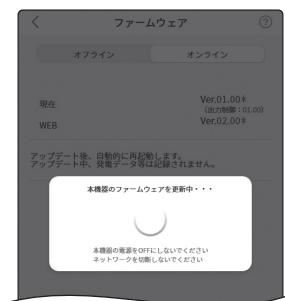 ファームウェア ?
オフライン オンライン
現在 Ver.01.00*
(出力制御:01.00)
WEB Ver.02.00*
アップデート後、自動的に再起動します。
アップデート中、発電データ等は記録されません。
本機器のファームウェアを更新中・・・
本機器の電源をOFFにしないでください
ネットワークを切断しないでください